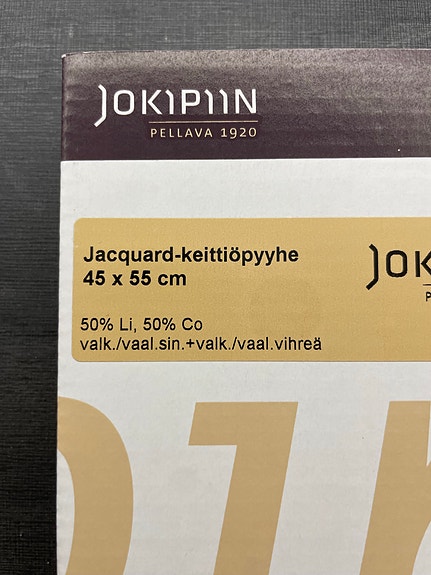 JOKIPIIN
PELLAVA 1920
Jacquard-keittiöpyyhe
45 x 55 cm
50% Li, 50% Co
valk./vaal.sin.+valk./vaal.vihreä